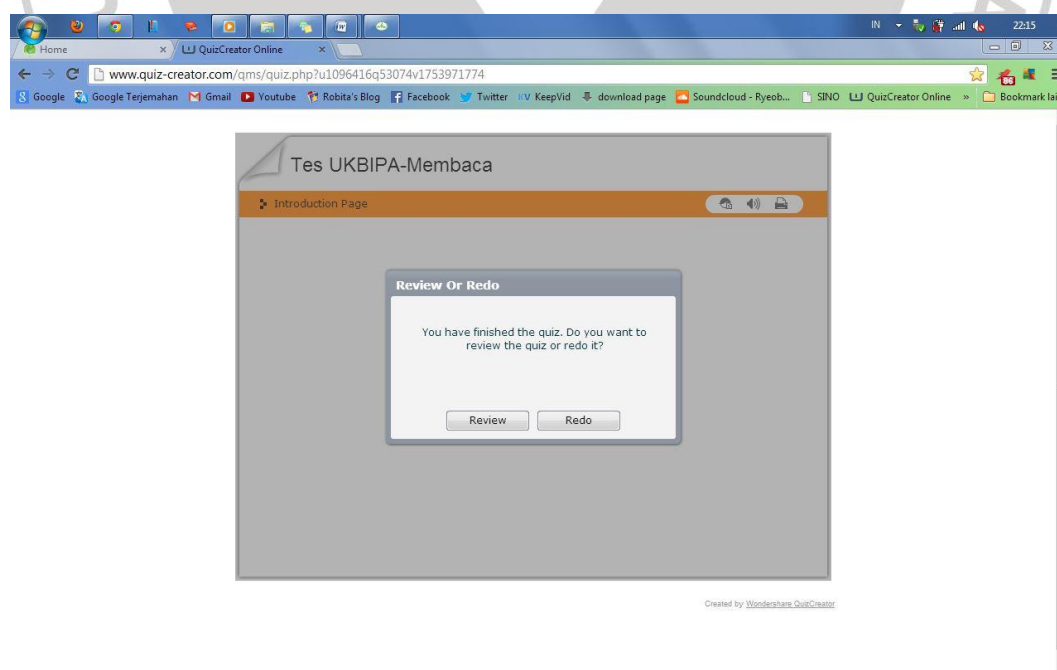 IN 22:15
Home QuizCreator Online
www.quiz-creator.com/qms/quiz.php?u1096416q53074v1753971774
Google Google Terjemahan Gmail Youtube Robita's Blog Facebook Twitter KeepVid download page Soundcloud - Ryeob... SINO QuizCreator Online » Bookmark lai
Tes UKBIPA-Membaca
Introduction Page
Review Or Redo
You have finished the quiz. Do you want to
review the quiz or redo it?
Review Redo
Created by Wondershare QuizCreator